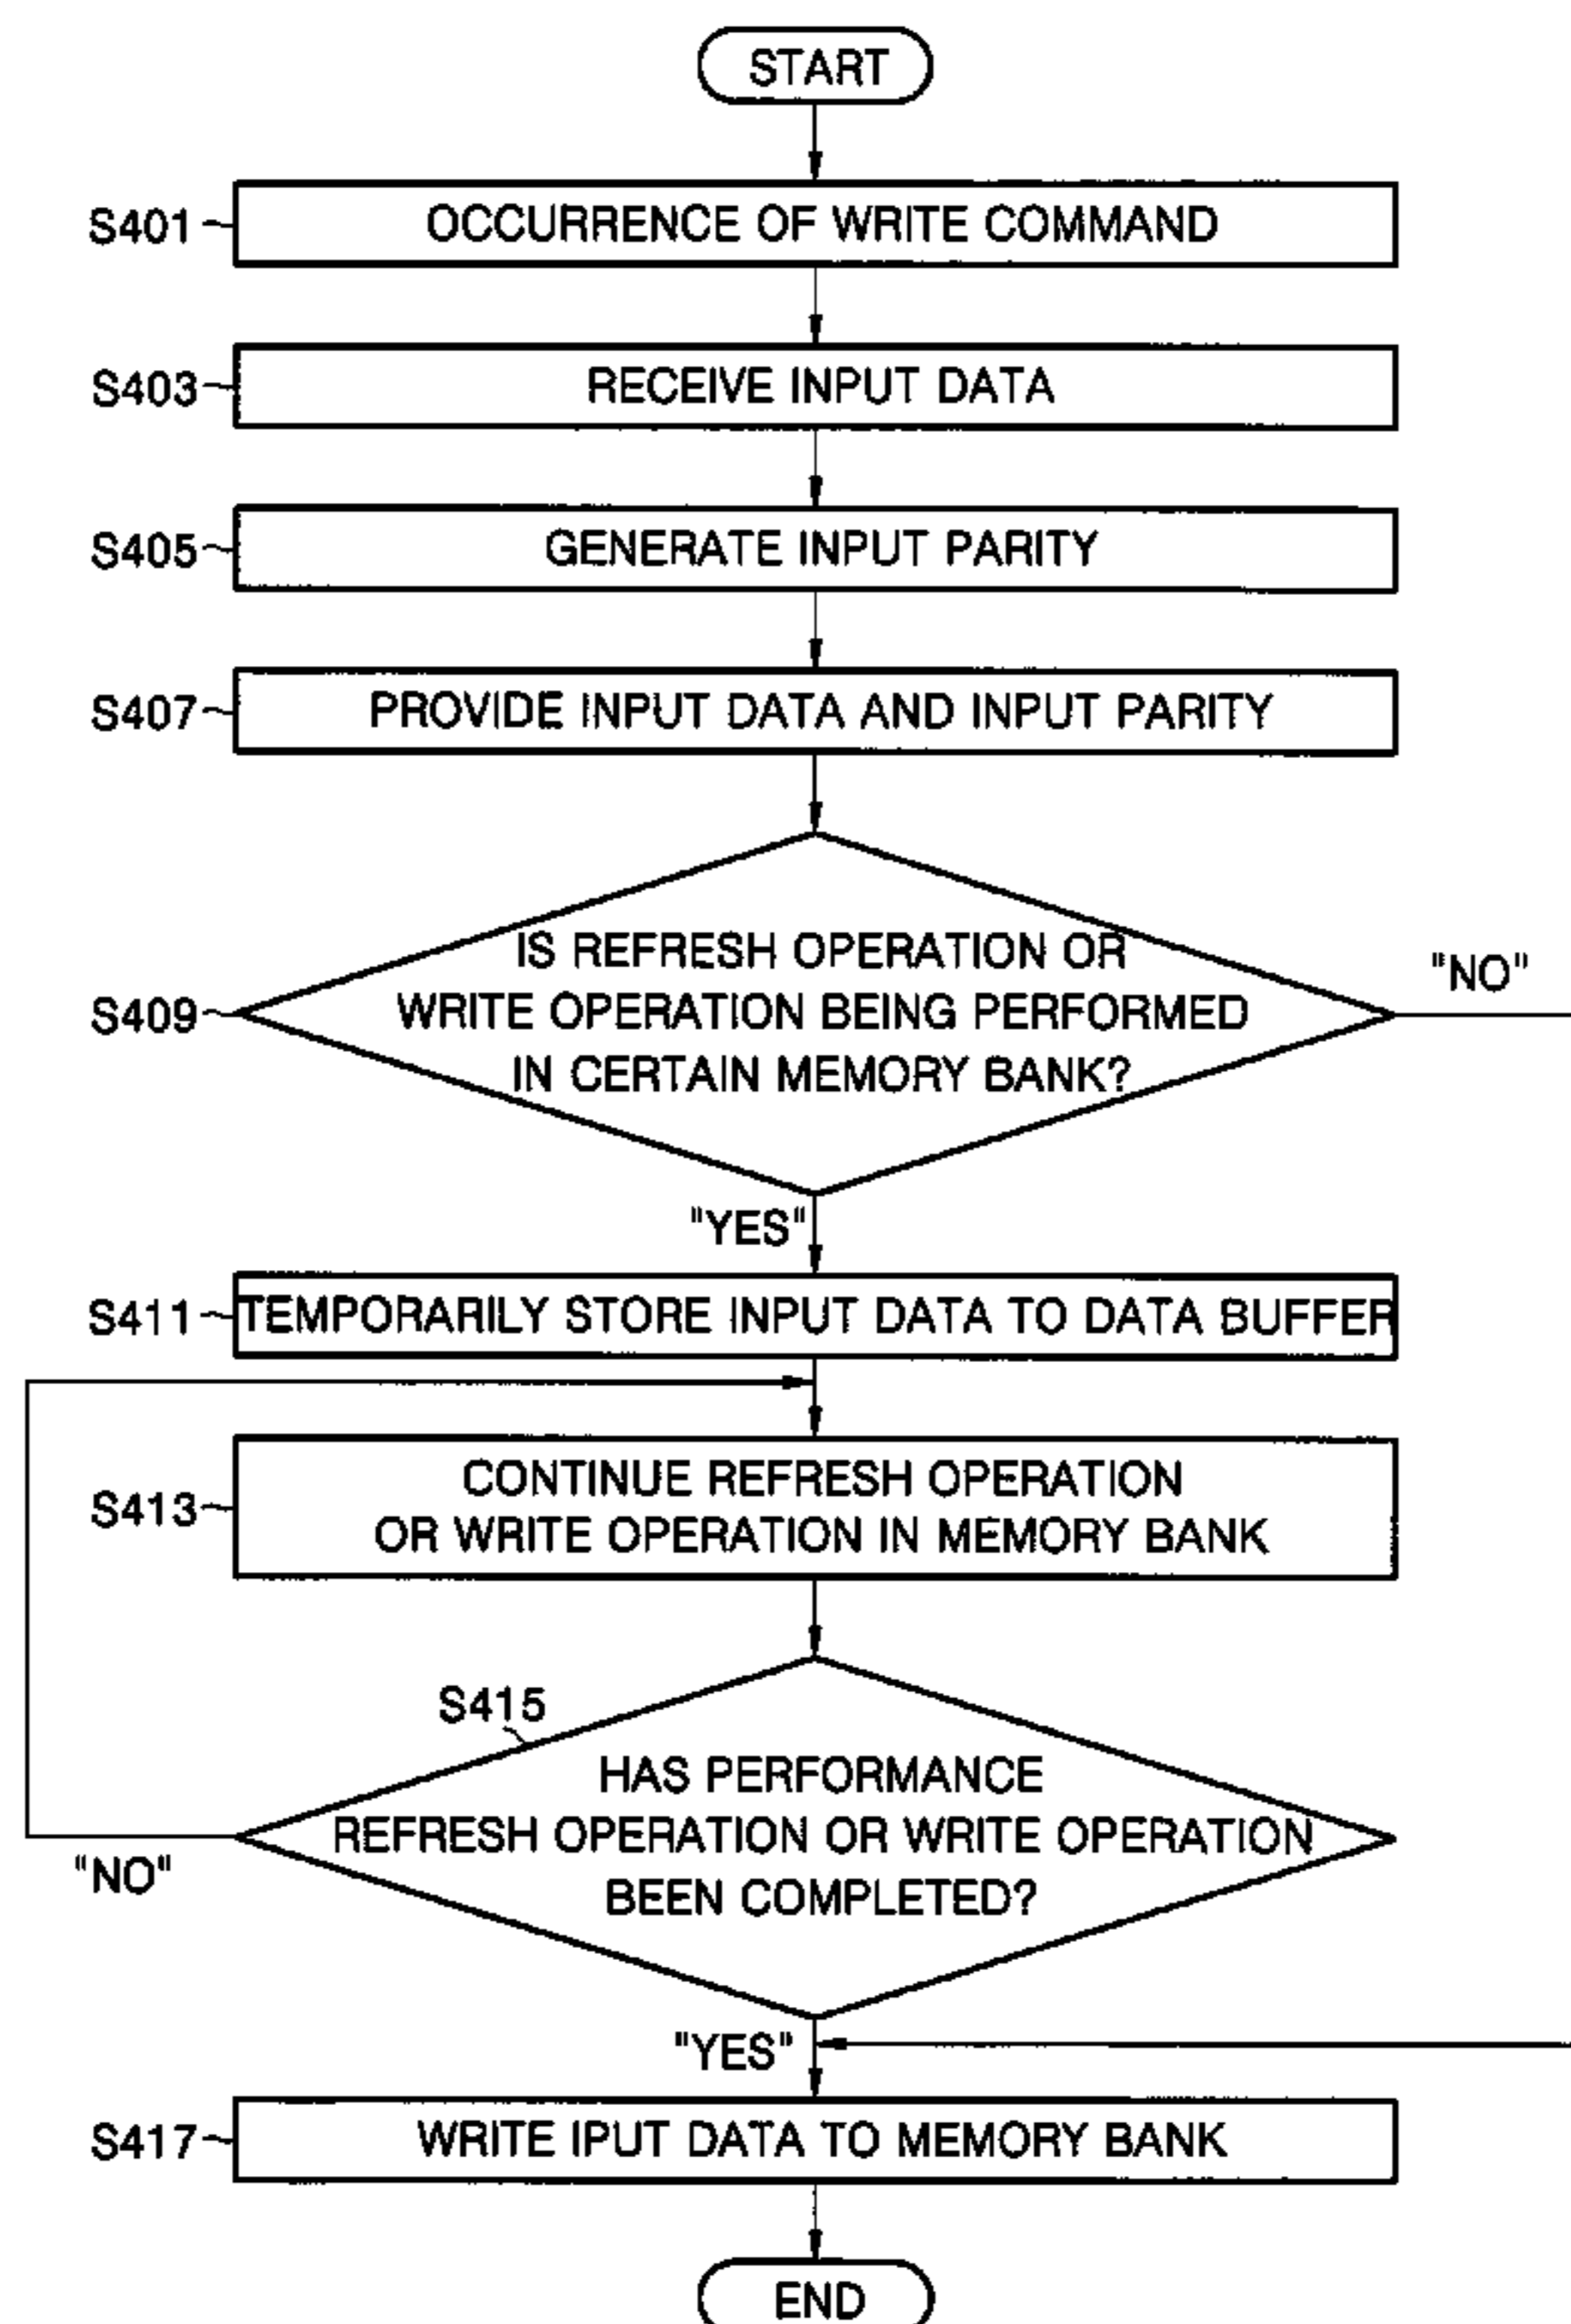 START
S401
OCCURRENCE OF WRITE COMMAND
S403
RECEIVE INPUT DATA
S405
GENERATE INPUT PARITY
S407
PROVIDE INPUT DATA AND INPUT PARITY
S409
IS REFRESH OPERATION OR
WRITE OPERATION BEING PERFORMED
IN CERTAIN MEMORY BANK?
"NO"
"YES"
S411
TEMPORARILY STORE INPUT DATA TO DATA BUFFER
S413
CONTINUE REFRESH OPERATION
OR WRITE OPERATION IN MEMORY BANK
S415
HAS PERFORMANCE
REFRESH OPERATION OR WRITE OPERATION
BEEN COMPLETED?
"NO"
"YES"
S417
WRITE IPUT DATA TO MEMORY BANK
END